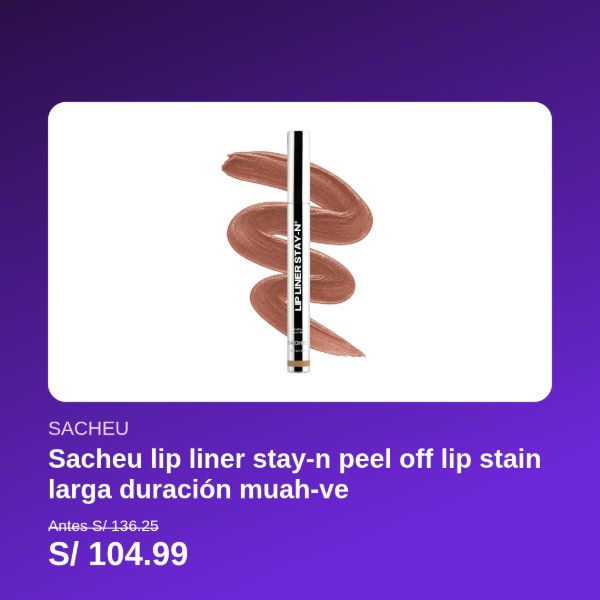 LIP LINER STAY-N
SACHEU
Sacheu lip liner stay-n peel off lip stain
larga duración muah-ve
Antes S/ 136.25
S/ 104.99